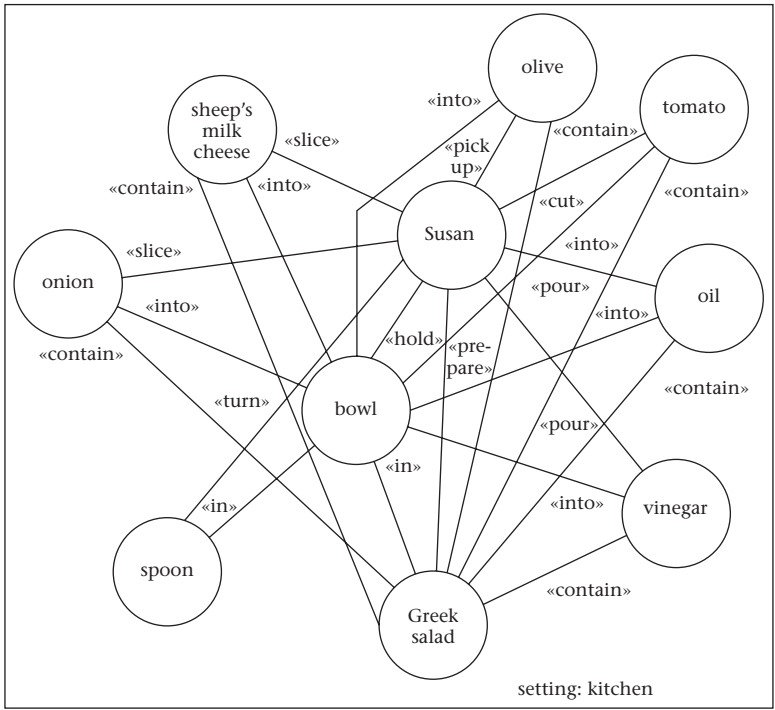 olive
«into»
tomato
sheep's
milk
cheese
«contain»
«slice»
«pick
up»
«contain»
«into»
«contain»
«cut»
Susan
«slice»
«into»
onion
«pour»
oil
«into»
«into»
«hold»
«pre-
pare»
«contain»
«contain»
«turn»
bowl
«pour»
«in»
«in»
«into»
vinegar
spoon
«contain»
Greek
salad
setting: kitchen